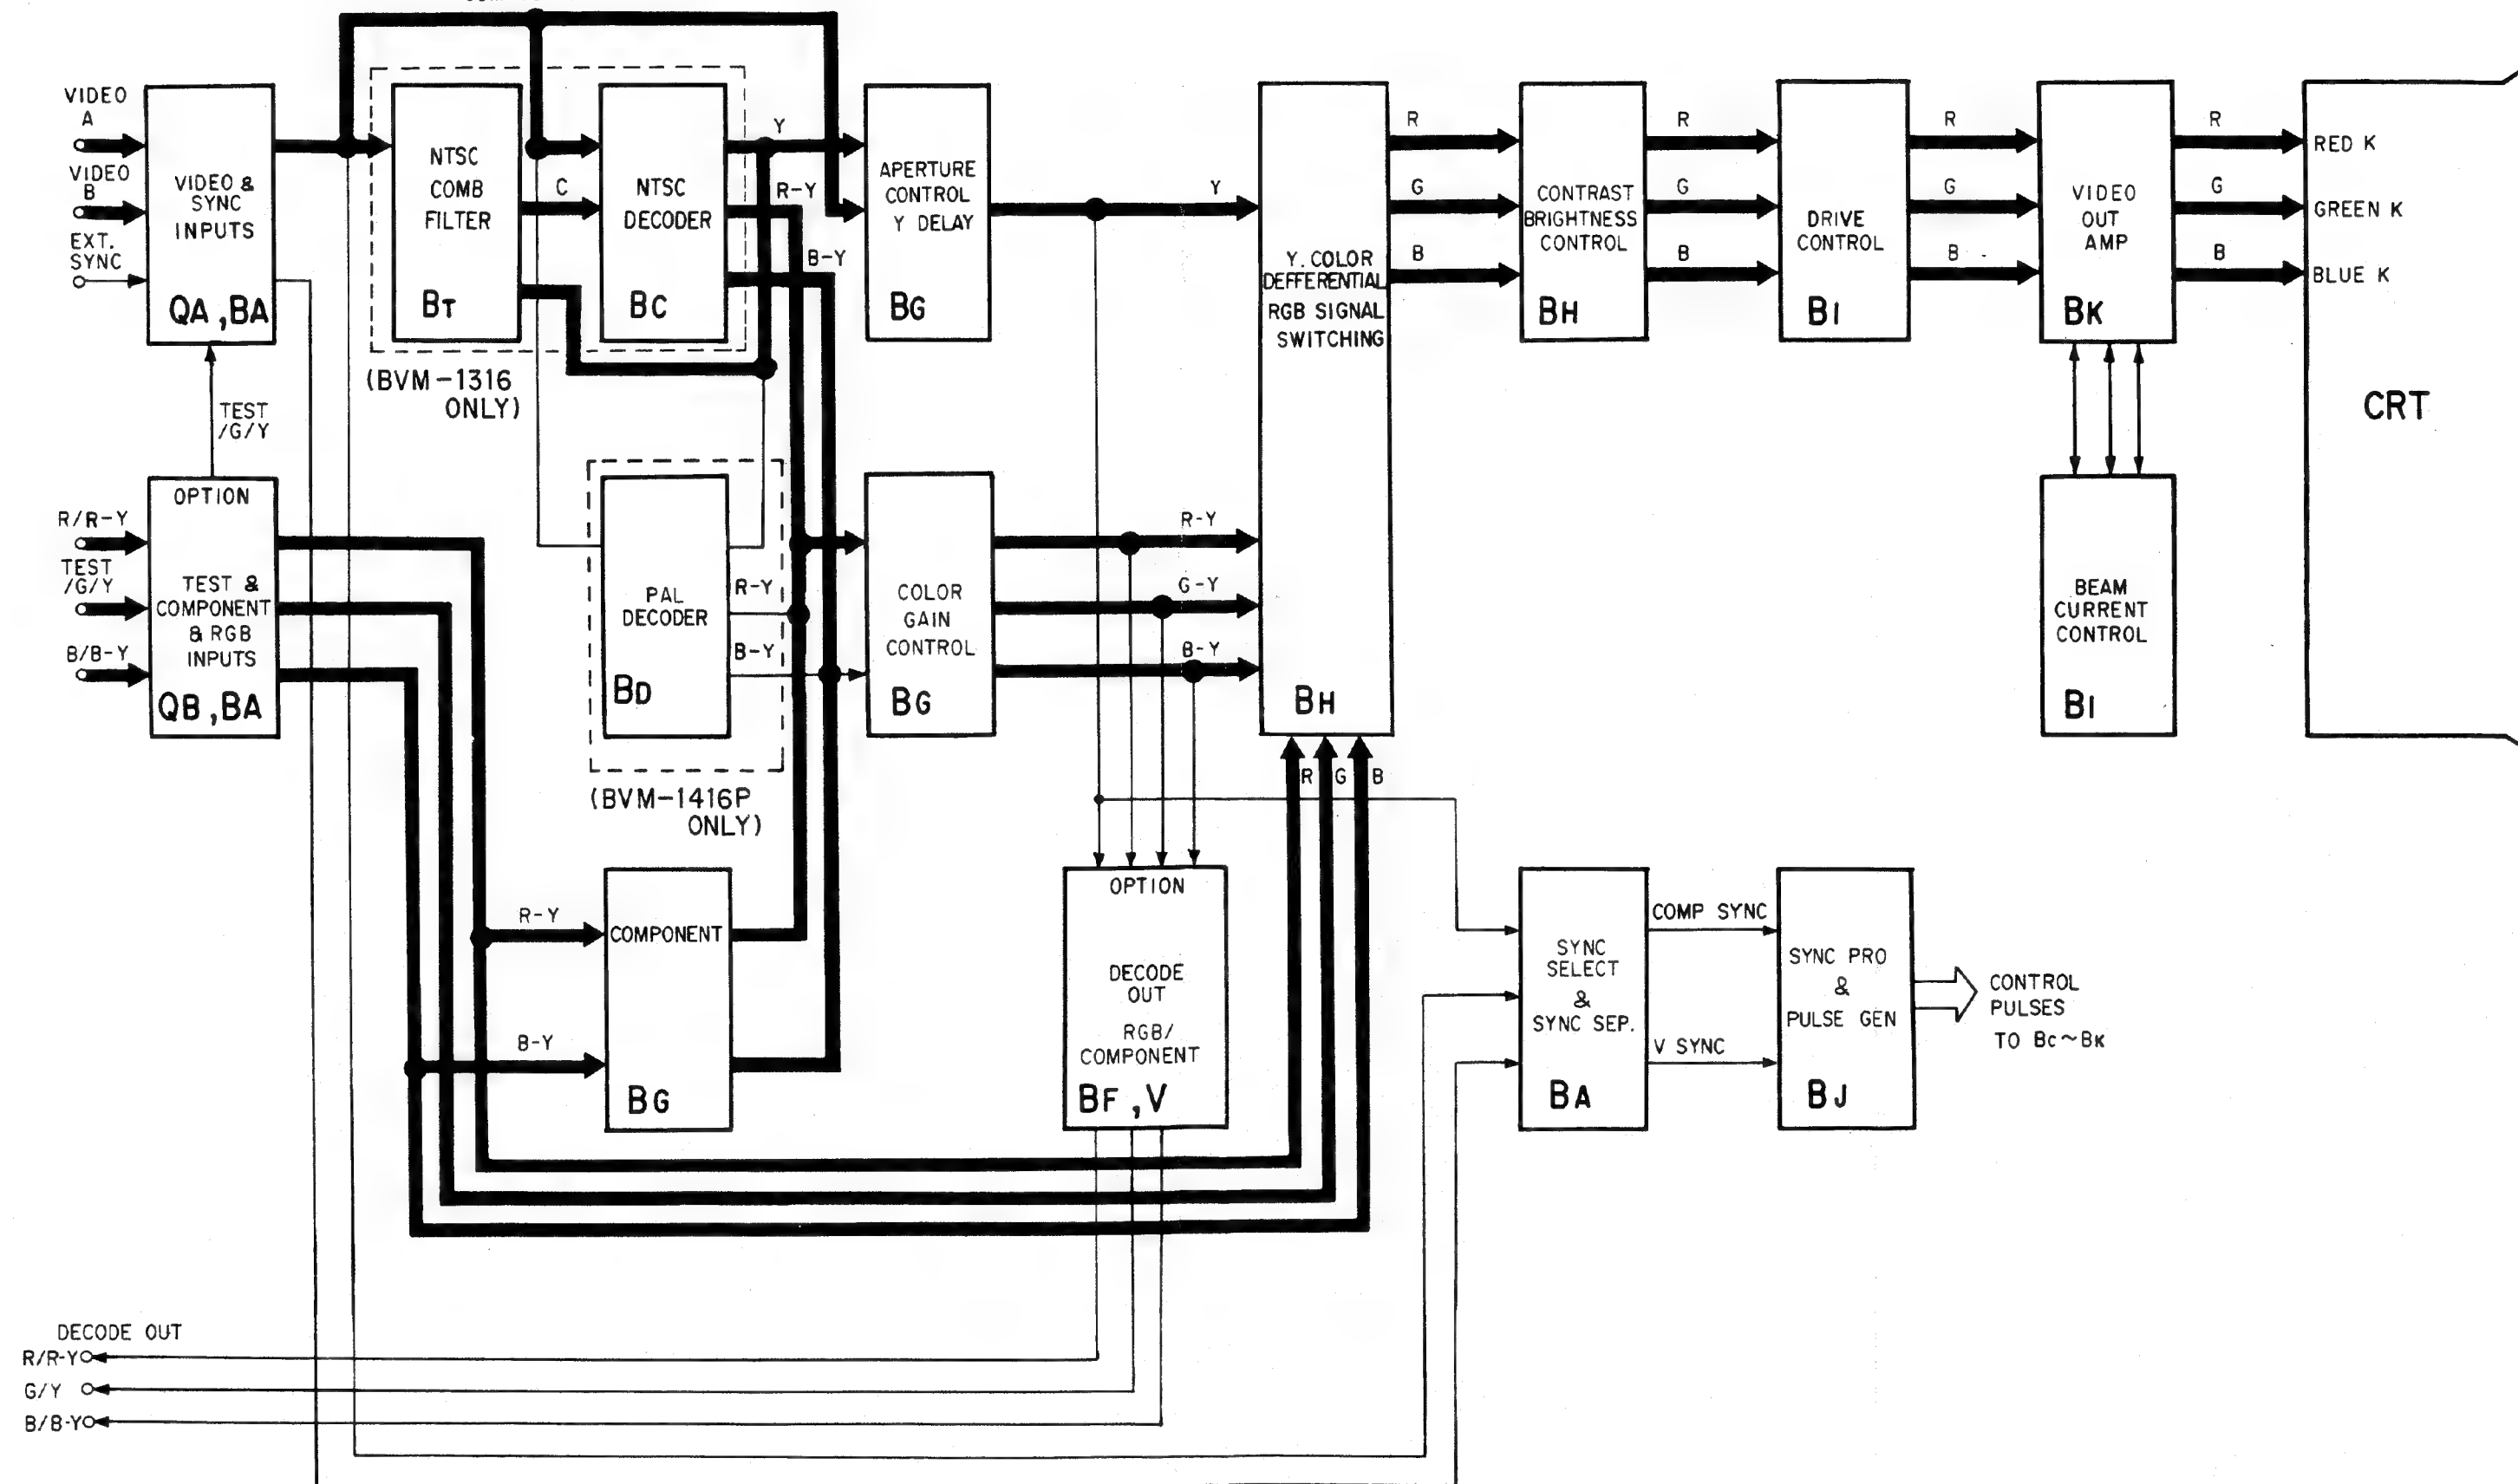 VIDEO
A
VIDEO
B
EXT.
SYNC
VIDEO &
SYNC
INPUTS
QA, BA
NTSC
COMB
FILTER
BT
C
NTSC
DECODER
BC
(BVM-1316
ONLY)
Y
R-Y
B-Y
APERTURE
CONTROL
Y DELAY
BG
Y
Y. COLOR
DEFFERENTIAL
RGB SIGNAL
SWITCHING
BH
R
G
B
CONTRAST
BRIGHTNESS
CONTROL
BH
R
G
B
DRIVE
CONTROL
BI
R
G
B
VIDEO
OUT
AMP
BK
R
G
B
RED K
GREEN K
BLUE K
CRT
TEST
/G/Y
R/R-Y
TEST
/G/Y
B/B-Y
OPTION
TEST &
COMPONENT
& RGB
INPUTS
QB, BA
PAL
DECODER
BD
R-Y
B-Y
(BVM-1416P
ONLY)
COLOR
GAIN
CONTROL
BG
R-Y
G-Y
B-Y
R G B
BEAM
CURRENT
CONTROL
BI
R-Y
B-Y
COMPONENT
BG
OPTION
DECODE
OUT
RGB/
COMPONENT
BF, V
SYNC
SELECT
&
SYNC SEP.
BA
COMP SYNC
V SYNC
SYNC PRO
&
PULSE GEN
BJ
CONTROL
PULSES
TO Bc~BK
DECODE OUT
R/R-Y
G/Y
B/B-Y